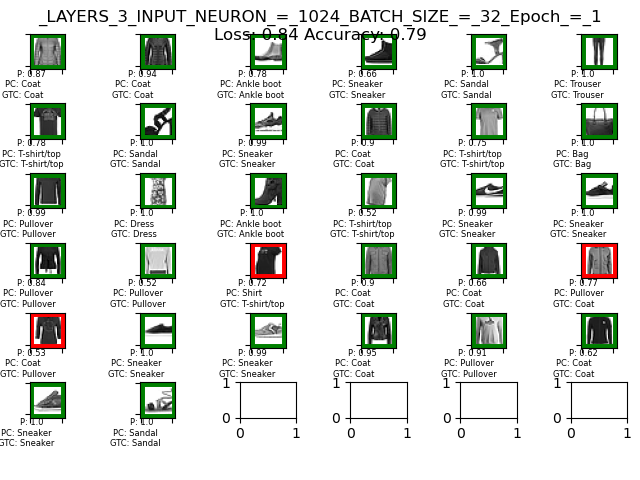 _LAYERS_3_INPUT_NEURON_=_1024_BATCH_SIZE_=_32_Epoch_=_1
Loss: 0.84 Accuracy: 0.79
P: 0.87
PC: Coat
GTC: Coat
P: 0.94
PC: Coat
GTC: Coat
P: 0.78
PC: Ankle boot
GTC: Ankle boot
P: 0.66
PC: Sneaker
GTC: Sneaker
P: 1.0
PC: Sandal
GTC: Sandal
P: 1.0
PC: Trouser
GTC: Trouser
P: 0.78
PC: T-shirt/top
GTC: T-shirt/top
P: 1.0
PC: Sandal
GTC: Sandal
P: 0.99
PC: Sneaker
GTC: Sneaker
P: 0.9
PC: Coat
GTC: Coat
P: 0.75
PC: T-shirt/top
GTC: T-shirt/top
P: 1.0
PC: Bag
GTC: Bag
P: 0.99
PC: Pullover
GTC: Pullover
P: 1.0
PC: Dress
GTC: Dress
P: 1.0
PC: Ankle boot
GTC: Ankle boot
P: 0.52
PC: T-shirt/top
GTC: T-shirt/top
P: 0.99
PC: Sneaker
GTC: Sneaker
P: 1.0
PC: Sneaker
GTC: Sneaker
P: 0.84
PC: Pullover
GTC: Pullover
P: 0.52
PC: Pullover
GTC: Pullover
P: 0.72
PC: Shirt
GTC: T-shirt/top
P: 0.9
PC: Coat
GTC: Coat
P: 0.66
PC: Coat
GTC: Coat
P: 0.77
PC: Pullover
GTC: Coat
P: 0.53
PC: Coat
GTC: Pullover
P: 1.0
PC: Sneaker
GTC: Sneaker
P: 0.99
PC: Sneaker
GTC: Sneaker
P: 0.95
PC: Coat
GTC: Coat
P: 0.91
PC: Pullover
GTC: Pullover
P: 0.62
PC: Coat
GTC: Coat
P: 1.0
PC: Sneaker
GTC: Sneaker
P: 1.0
PC: Sandal
GTC: Sandal
1
0
0 1
1
0
0 1
1
0
0 1
1
0
0 1